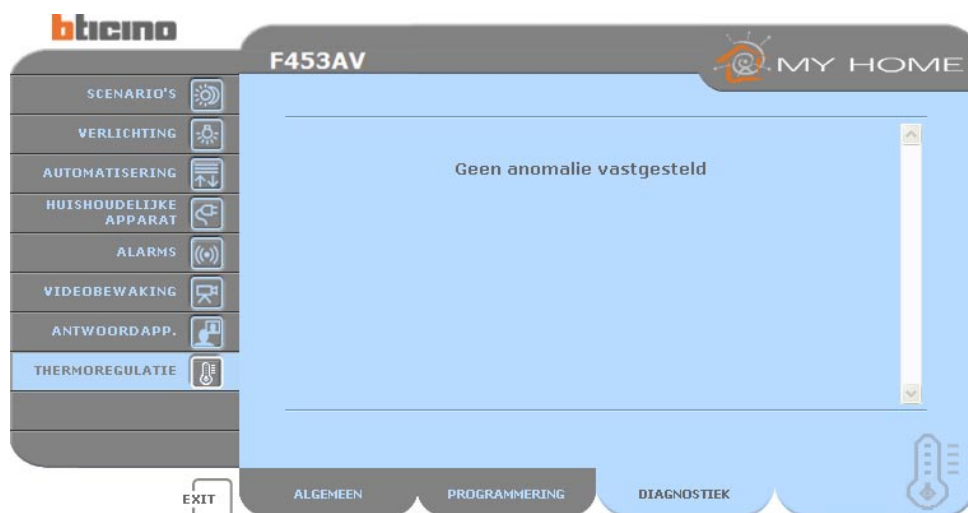 bticino
F453AV
MY HOME
SCENARIO'S
VERLICHTING
AUTOMATISERING
HUISHOUDELIJKE
APPARAT
ALARMS
VIDEOBEWAKING
ANTWOORDAPP.
THERMOREGULATIE
Geen anomalie vastgesteld
EXIT
ALGEMEEN
PROGRAMMERING
DIAGNOSTIEK